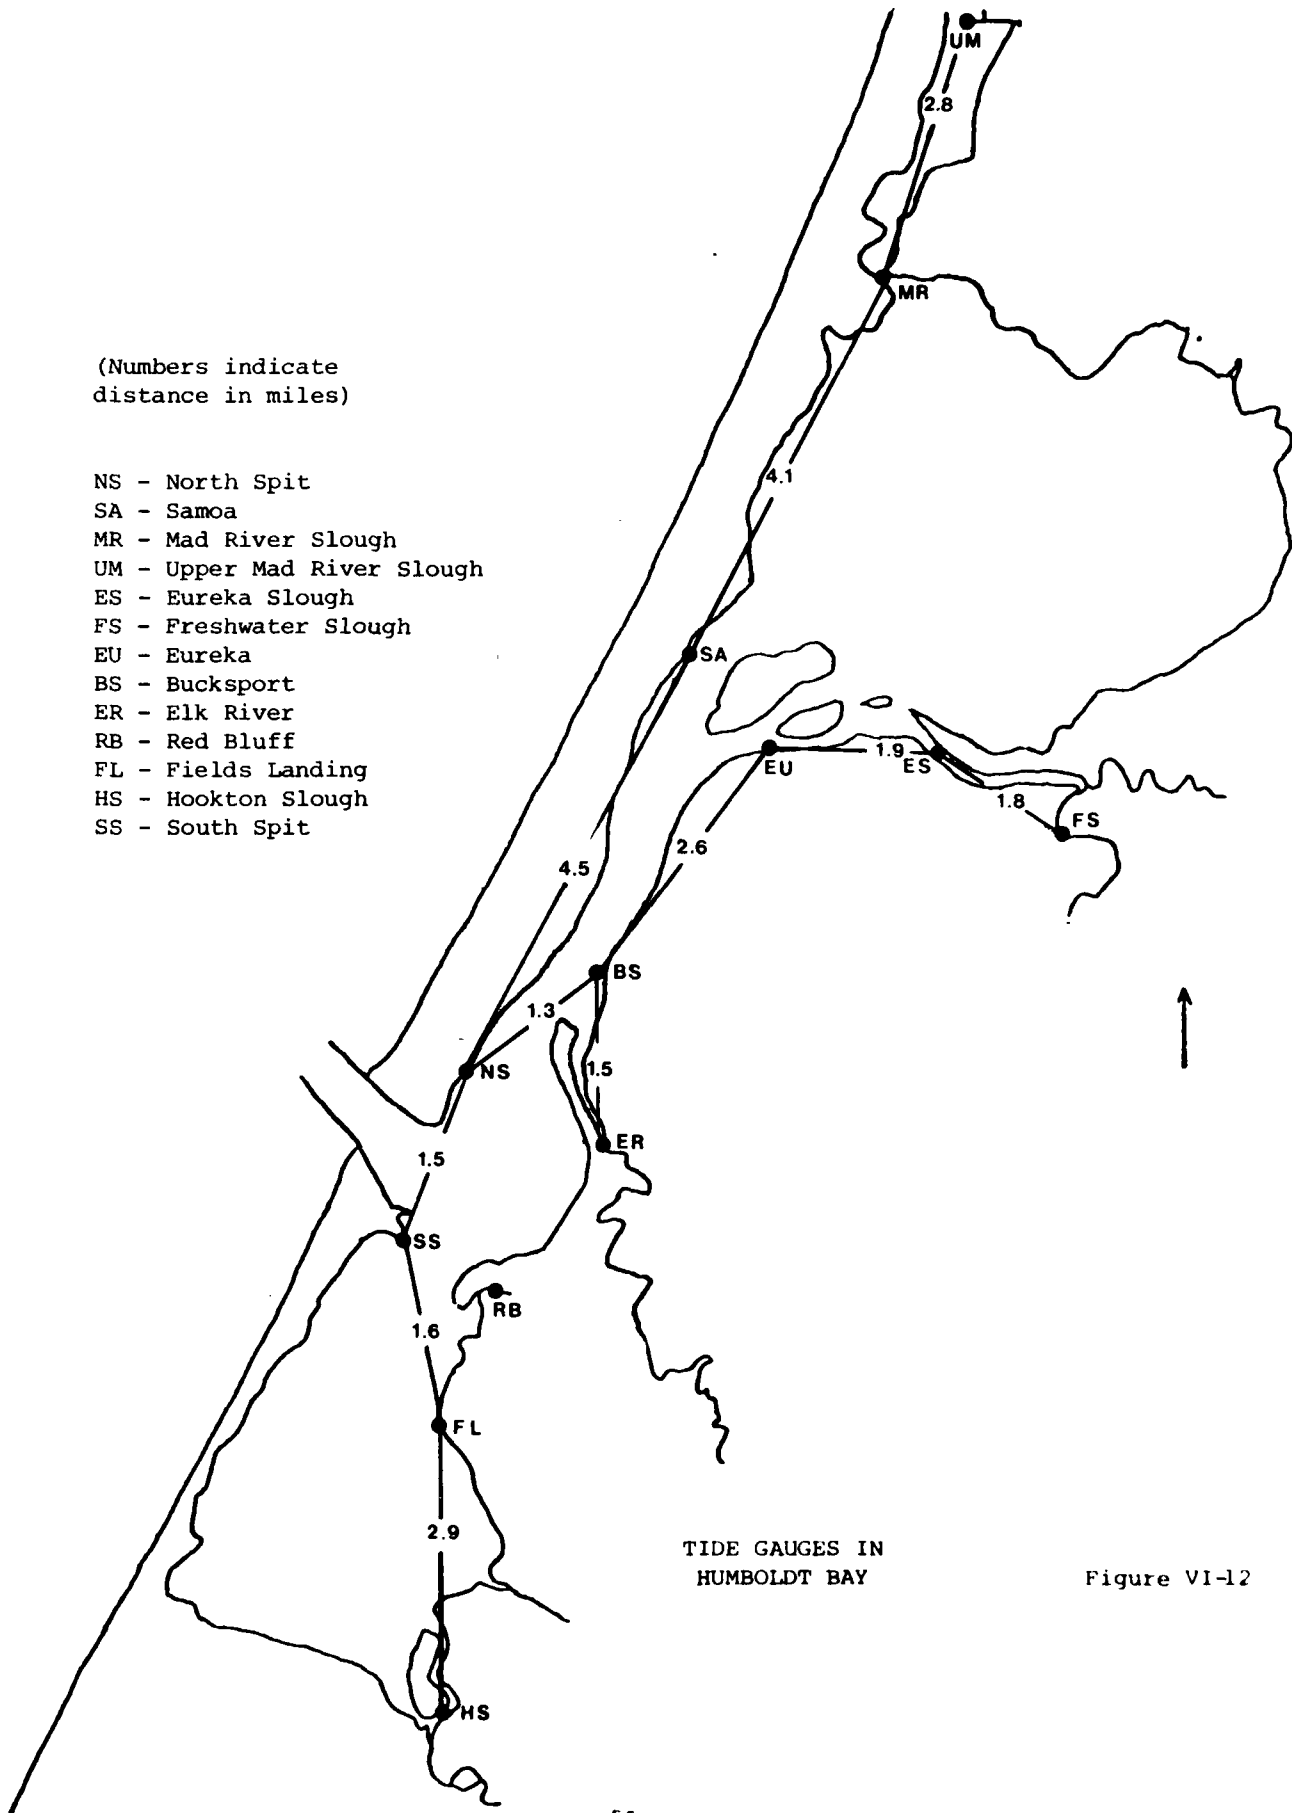 UM
2.8
MR
(Numbers indicate
distance in miles)
4.1
NS - North Spit
SA - Samoa
MR - Mad River Slough
UM - Upper Mad River Slough
ES - Eureka Slough
FS - Freshwater Slough
EU - Eureka
BS - Bucksport
ER - Elk River
RB - Red Bluff
FL - Fields Landing
HS - Hookton Slough
SS - South Spit
SA
EU
1.9
ES
1.8
FS
2.6
4.5
BS
1.3
NS
1.5
ER
1.5
SS
RB
1.6
FL
2.9
TIDE GAUGES IN
HUMBOLDT BAY
Figure VI-12
HS